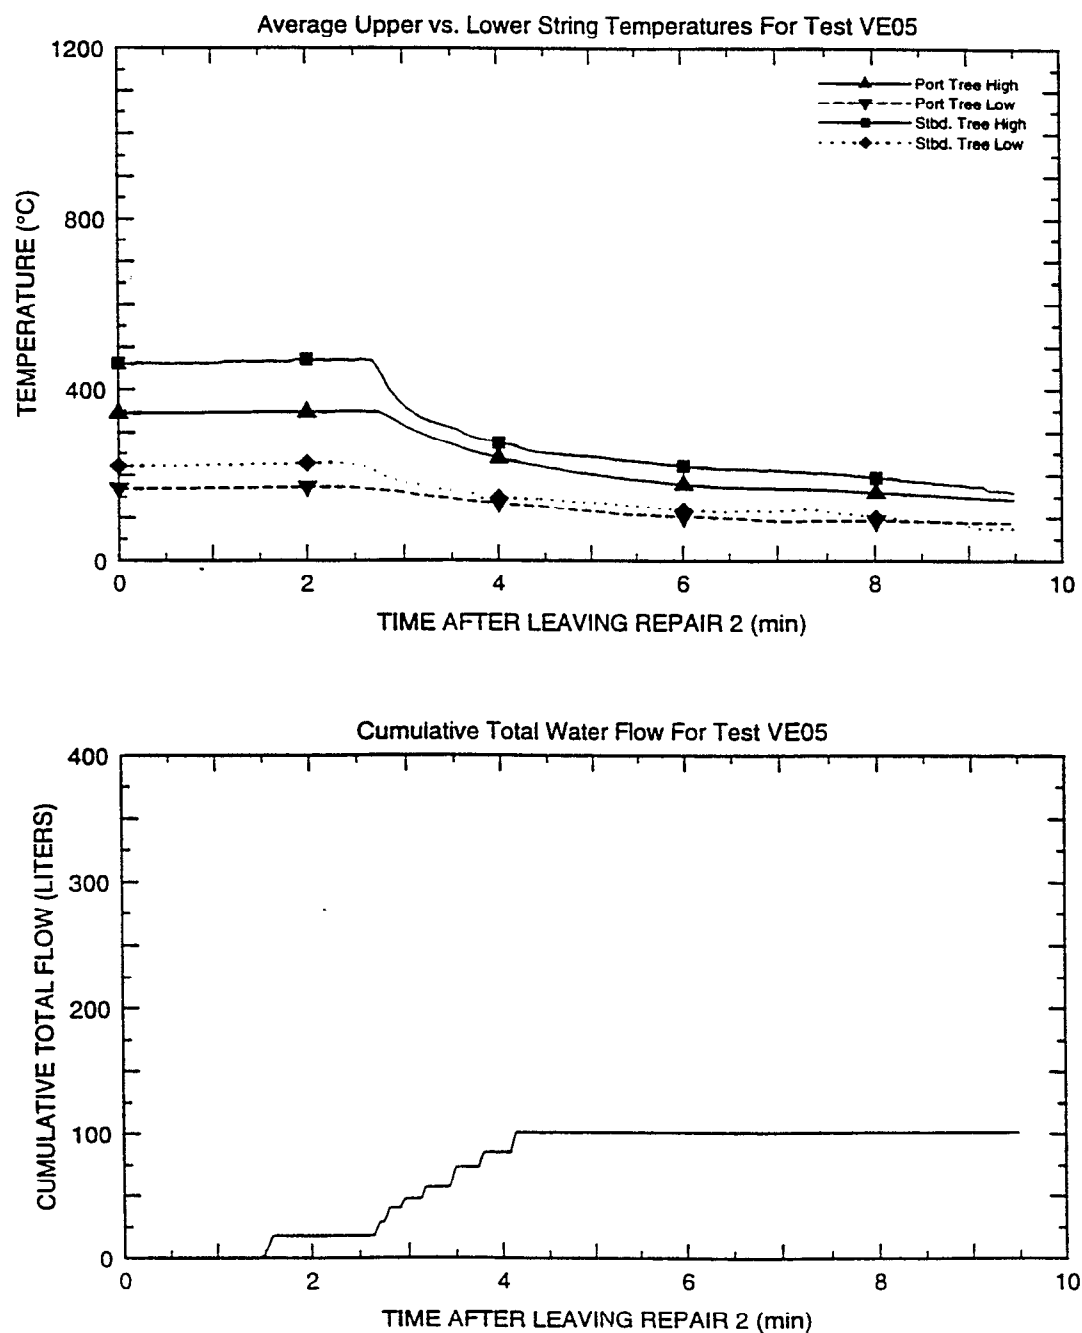 Average Upper vs. Lower String Temperatures For Test VE05
1200
800
400
0
TEMPERATURE (°C)
Port Tree High
Port Tree Low
Stbd. Tree High
Stbd. Tree Low
0 2 4 6 8 10
TIME AFTER LEAVING REPAIR 2 (min)
Cumulative Total Water Flow For Test VE05
400
300
200
100
0
CUMULATIVE TOTAL FLOW (LITERS)
0 2 4 6 8 10
TIME AFTER LEAVING REPAIR 2 (min)